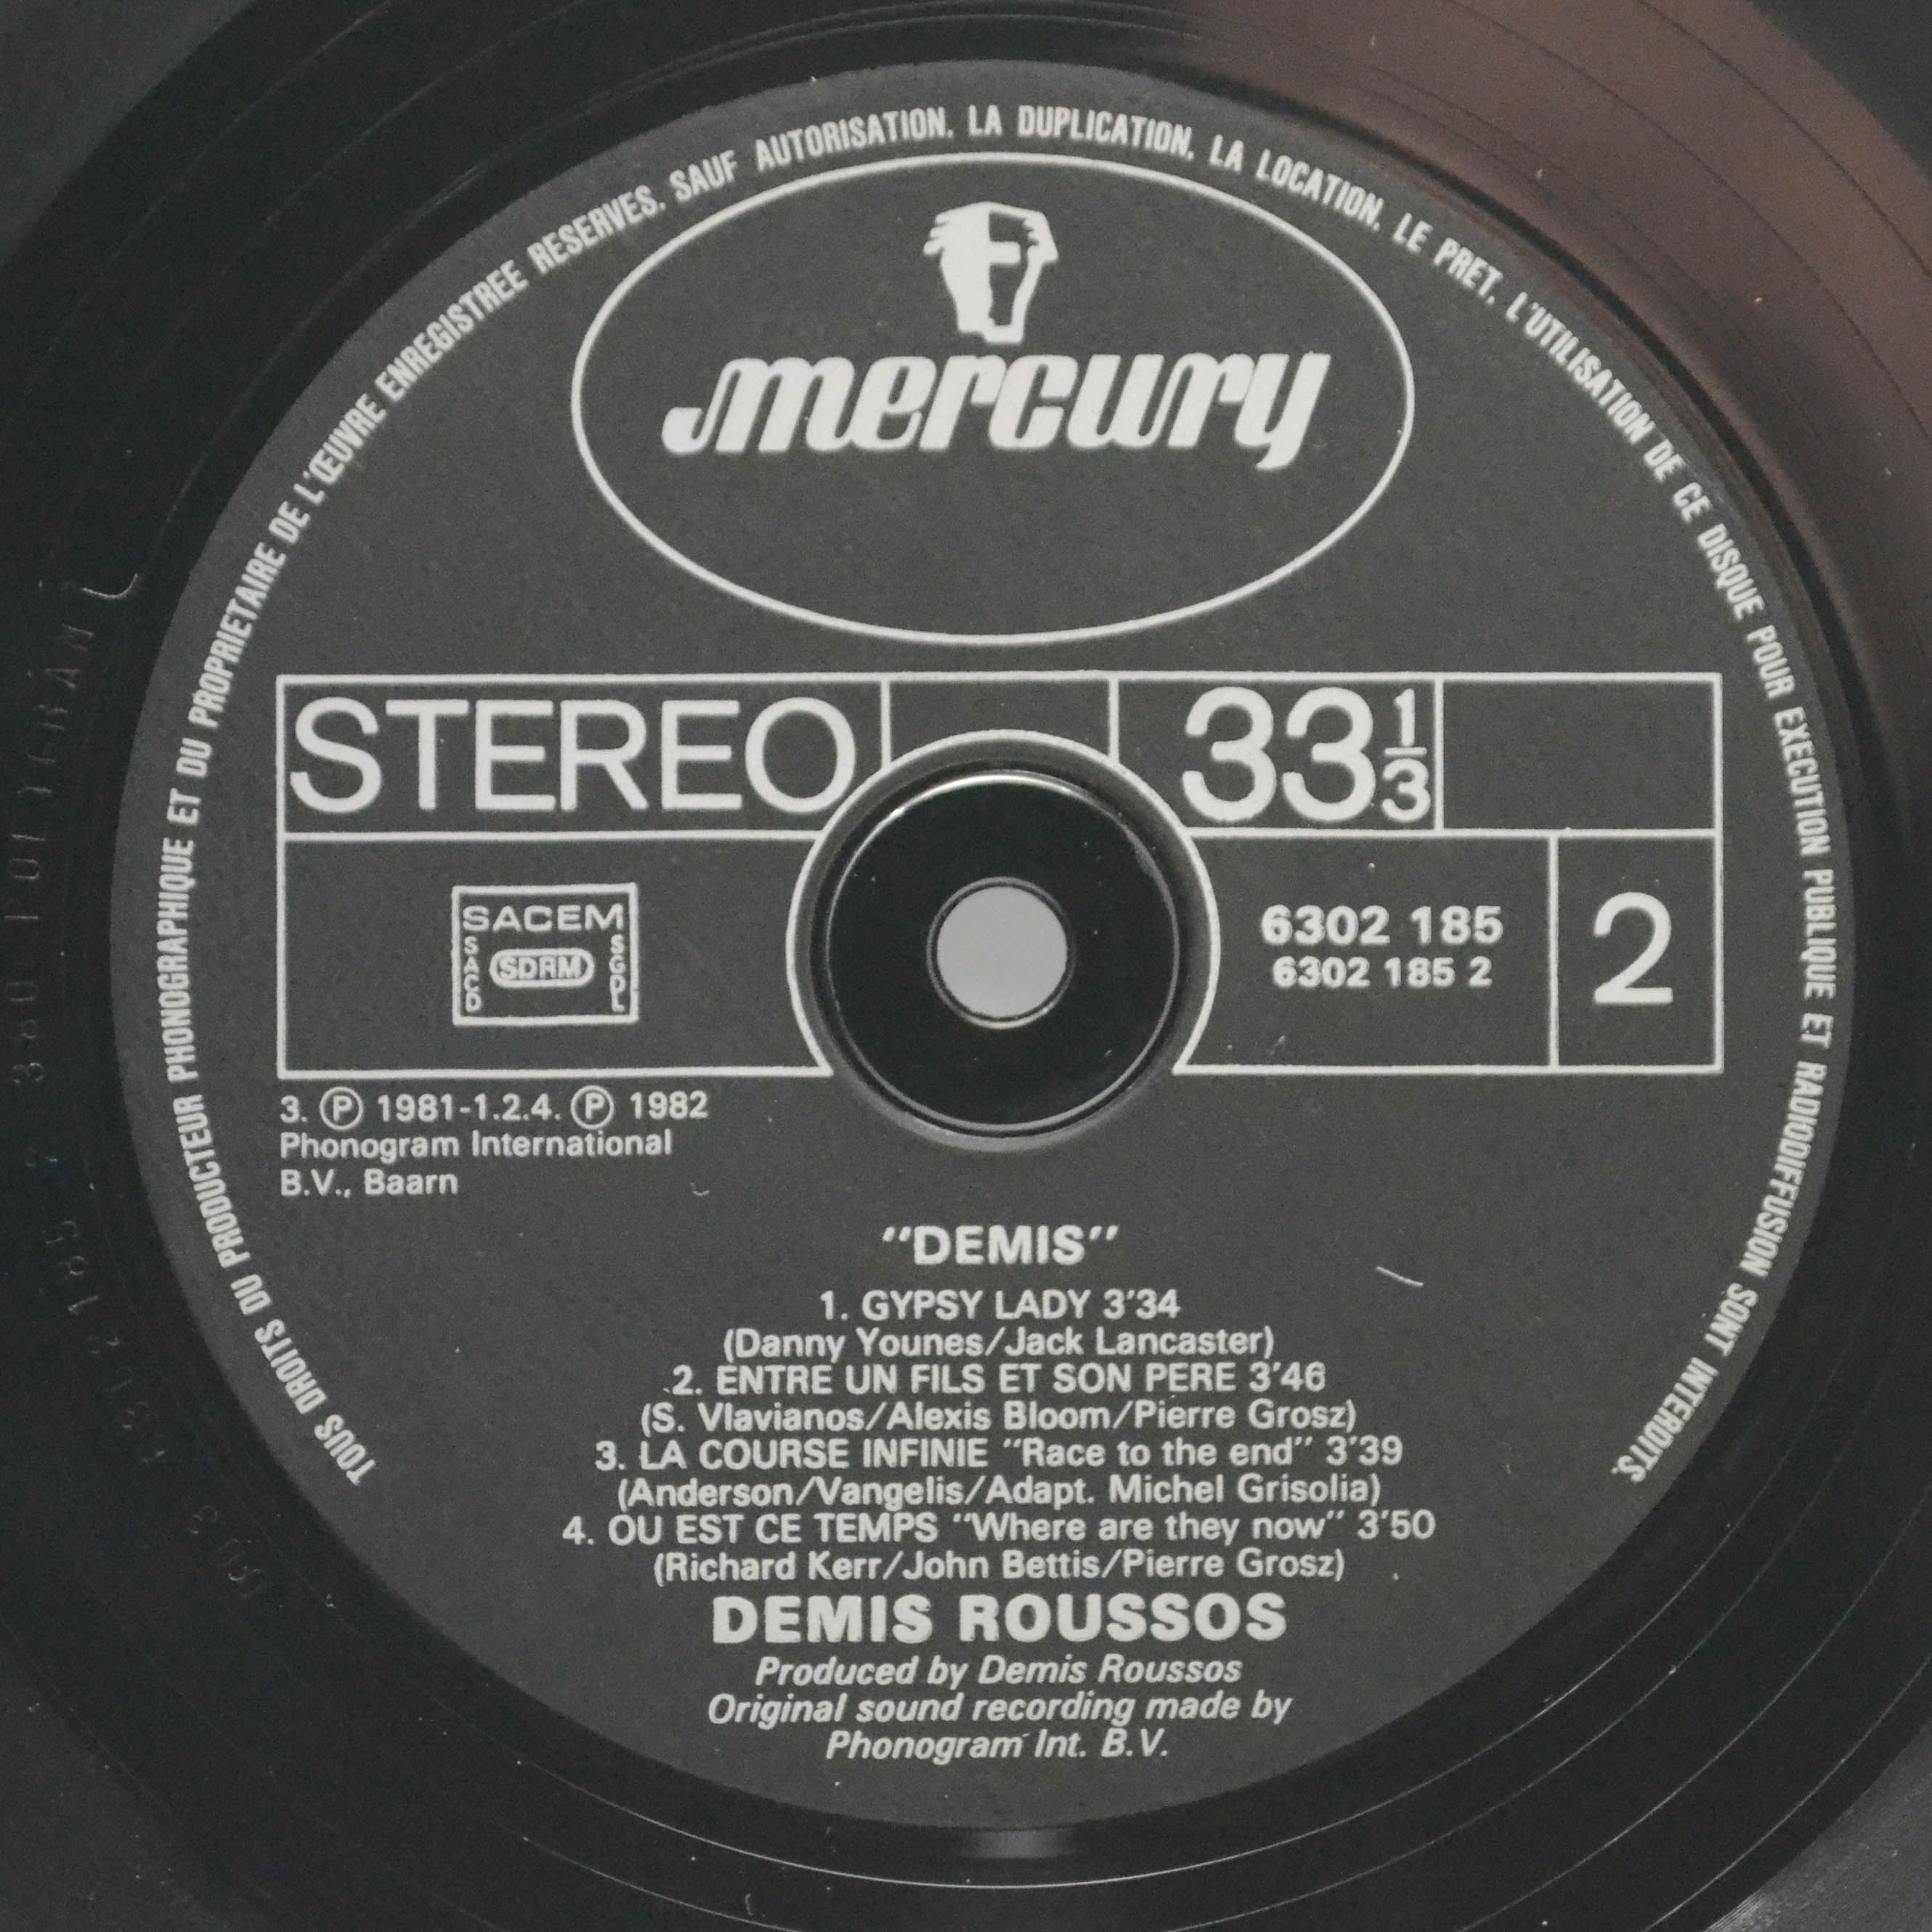 TOUS DROITS DU PRODUCTEUR PHONOGRAPHIQUE ET DU PROPRIETAIRE DE L'ŒUVRE ENREGISTREE RESERVES. SAUF AUTORISATION, LA DUPLICATION, LA LOCATION, LE PRET, L'UTILISATION DE CE DISQUE POUR EXECUTION PUBLIQUE ET RADIODIFFUSION SONT INTERDITS.
mercury
STEREO
33 1/3
SACEM
SACD
SDRM
SGDL
6302 185
6302 185 2
2
3. Ⓟ 1981-1.2.4. Ⓟ 1982
Phonogram International
B.V., Baarn
"DEMIS"
1. GYPSY LADY 3'34
(Danny Younes/Jack Lancaster)
2. ENTRE UN FILS ET SON PERE 3'46
(S. Vlavianos/Alexis Bloom/Pierre Grosz)
3. LA COURSE INFINIE "Race to the end" 3'39
(Anderson/Vangelis/Adapt. Michel Grisolia)
4. OU EST CE TEMPS "Where are they now" 3'50
(Richard Kerr/John Bettis/Pierre Grosz)
DEMIS ROUSSOS
Produced by Demis Roussos
Original sound recording made by
Phonogram Int. B.V.